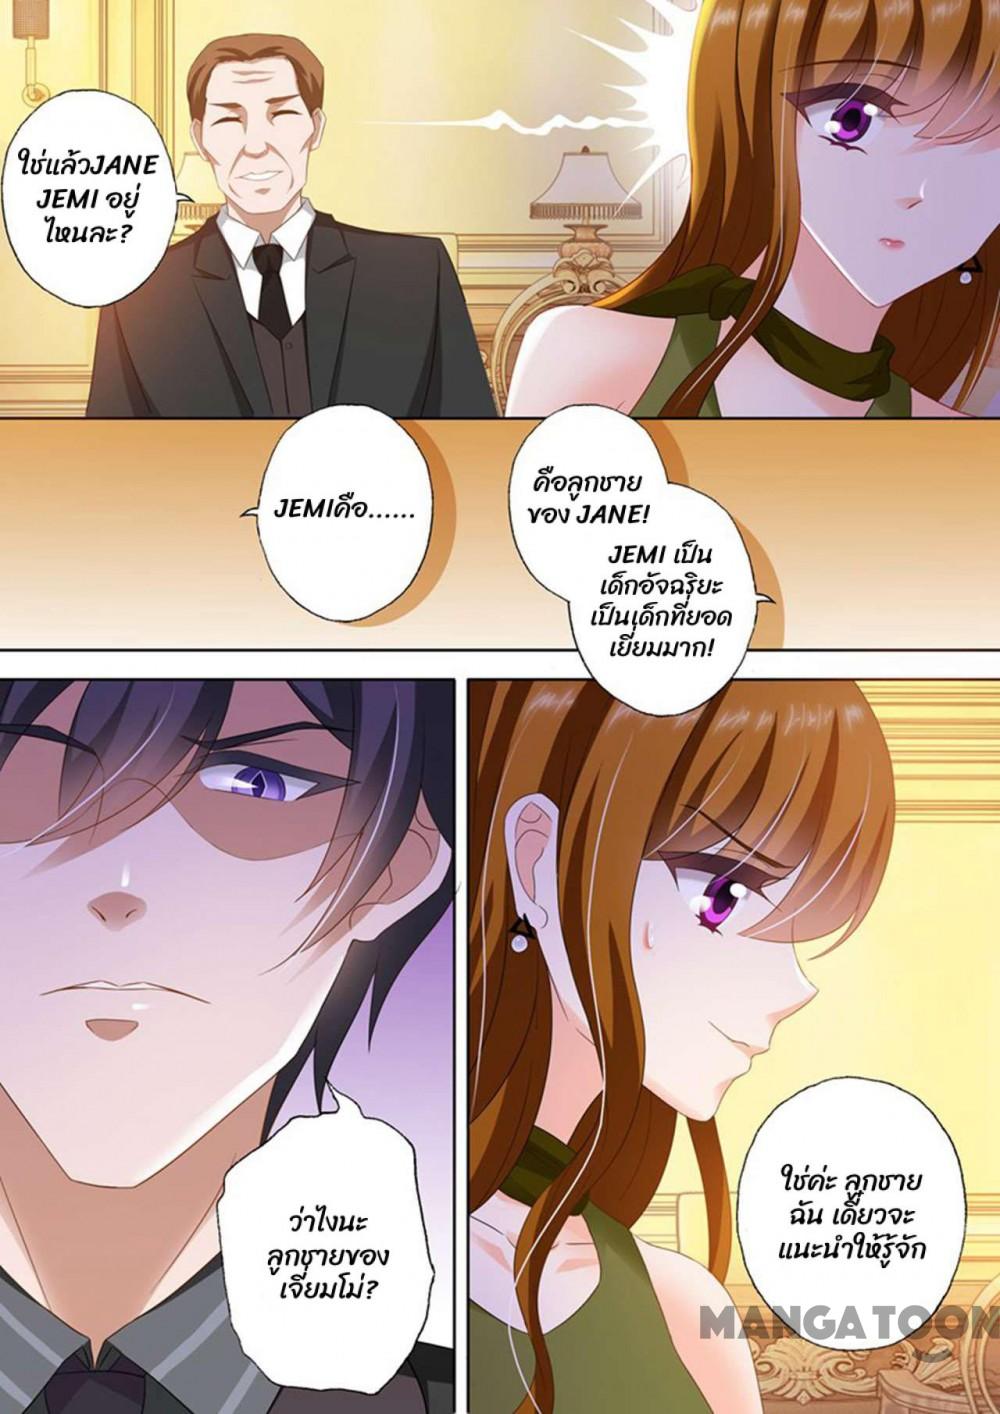 ใช่แล้วJANE
JEMI อยู่
ไหนละ?
JEMIคือ......
คือลูกชาย
ของ JANE!
JEMI เป็น
เด็กอัจฉริยะ
เป็นเด็กที่ยอด
เยี่ยมมาก!
ว่าไงนะ
ลูกชายของ
เจี่ยมโม่?
ใช่ค่ะ ลูกชาย
ฉัน เดี๋ยวจะ
แนะนำให้รู้จัก
MANGATOON